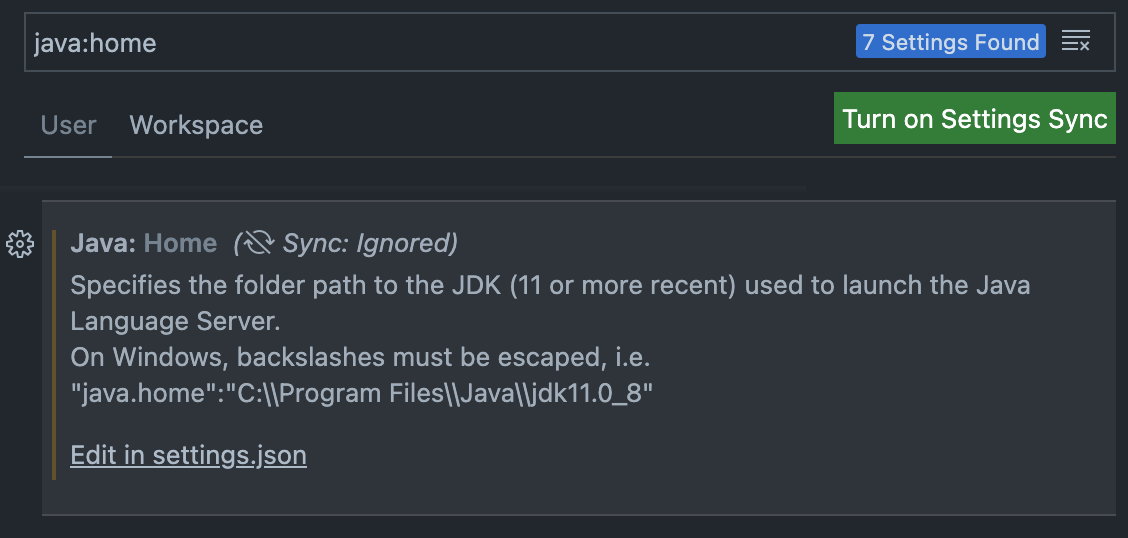 java:home
7 Settings Found
User
Workspace
Turn on Settings Sync
Java: Home (Sync: Ignored)
Specifies the folder path to the JDK (11 or more recent) used to launch the Java
Language Server.
On Windows, backslashes must be escaped, i.e.
"java.home":"C:\\Program Files\\Java\\jdk11.0_8"
Edit in settings.json